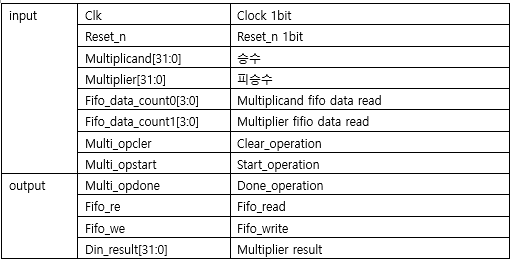 input Clk Clock 1bit
Reset_n Reset_n 1bit
Multiplicand[31:0] 승수
Multiplier[31:0] 피승수
Fifo_data_count0[3:0] Multiplicand fifo data read
Fifo_data_count1[3:0] Multiplier fifio data read
Multi_opcler Clear_operation
Multi_opstart Start_operation
output Multi_opdone Done_operation
Fifo_re Fifo_read
Fifo_we Fifo_write
Din_result[31:0] Multiplier result